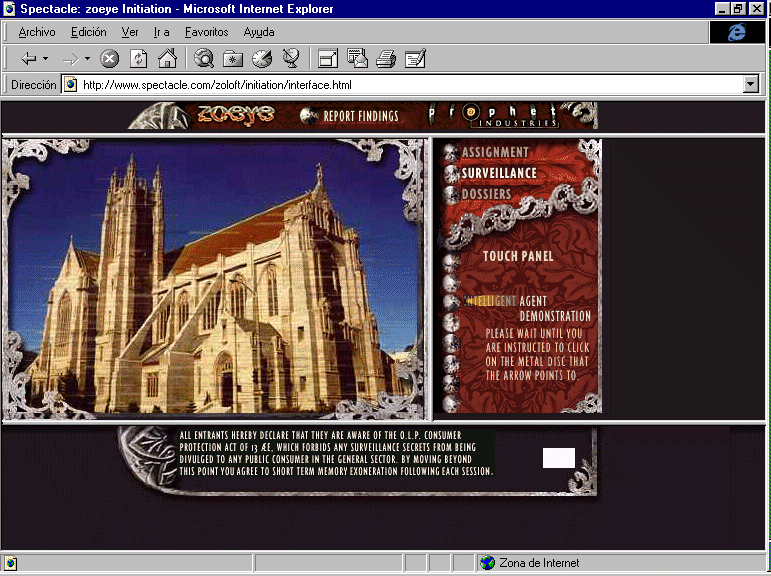 Spectacle: zoeye Initiation - Microsoft Internet Explorer
Archivo Edición Ver Ir a Favoritos Ayuda
Dirección http://www.spectacle.com/zoloft/initiation/interface.html
zoeye REPORT FINDINGS prophet
INDUSTRIES
ASSIGNMENT
SURVEILLANCE
DOSSIERS
TOUCH PANEL
INTELLIGENT AGENT
DEMONSTRATION
PLEASE WAIT UNTIL YOU
ARE INSTRUCTED TO CLICK
ON THE METAL DISC THAT
THE ARROW POINTS TO.
ALL ENTRANTS HEREBY DECLARE THAT THEY ARE AWARE OF THE O.L.P. CONSUMER
PROTECTION ACT OF 13 Æ, WHICH FORBIDS ANY SURVEILLANCE SECRETS FROM BEING
DIVULGED TO ANY PUBLIC CONSUMER IN THE GENERAL SECTOR. BY MOVING BEYOND
THIS POINT YOU AGREE TO SHORT TERM MEMORY EXONERATION FOLLOWING EACH SESSION.
Zona de Internet